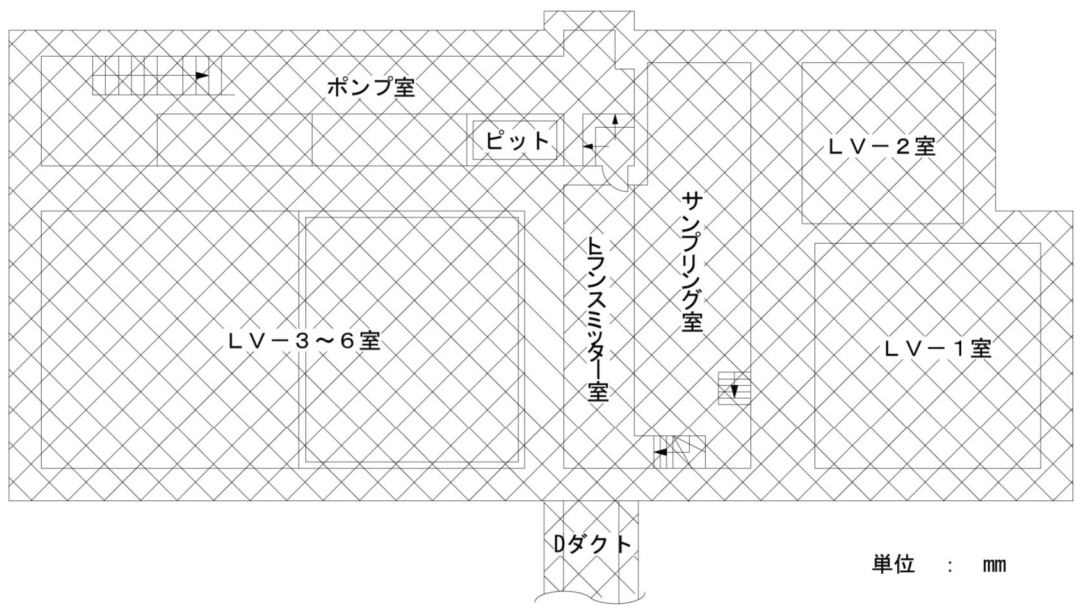 ポンプ室
ピット
LV-2室
サンプリング室
トランスミッター室
LV-3~6室
LV-1室
Dダクト
単位 : mm